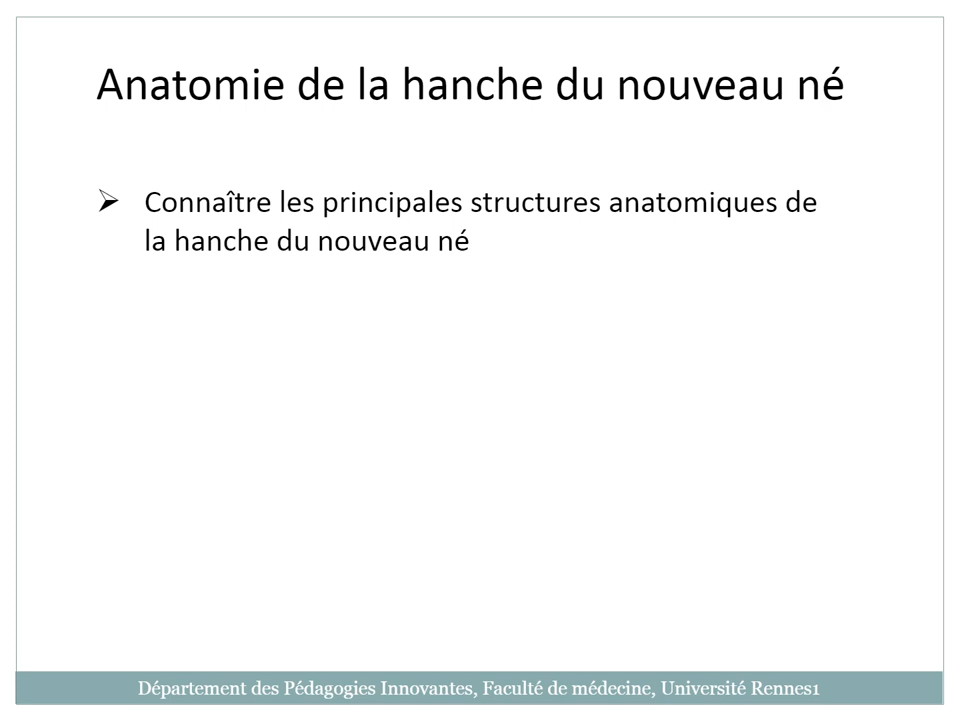 Anatomie de la hanche du nouveau né
➢ Connaître les principales structures anatomiques de
la hanche du nouveau né
Département des Pédagogies Innovantes, Faculté de médecine, Université Rennes1